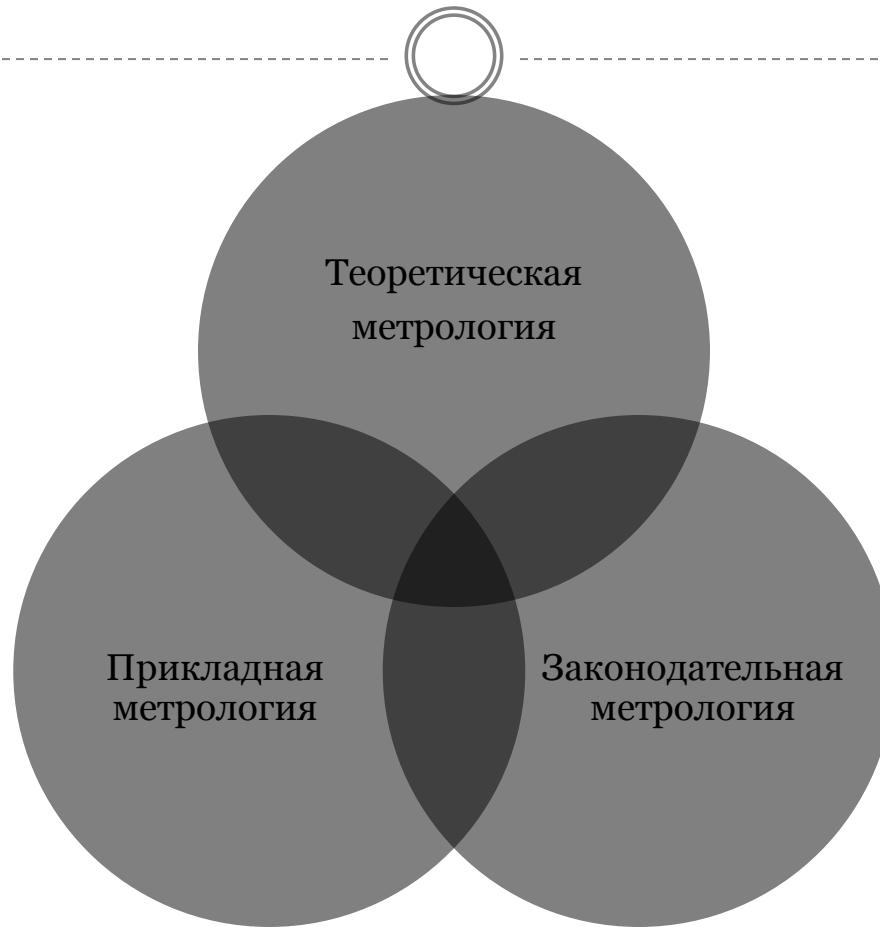 Теоретическая
метрология
Прикладная
метрология
Законодательная
метрология